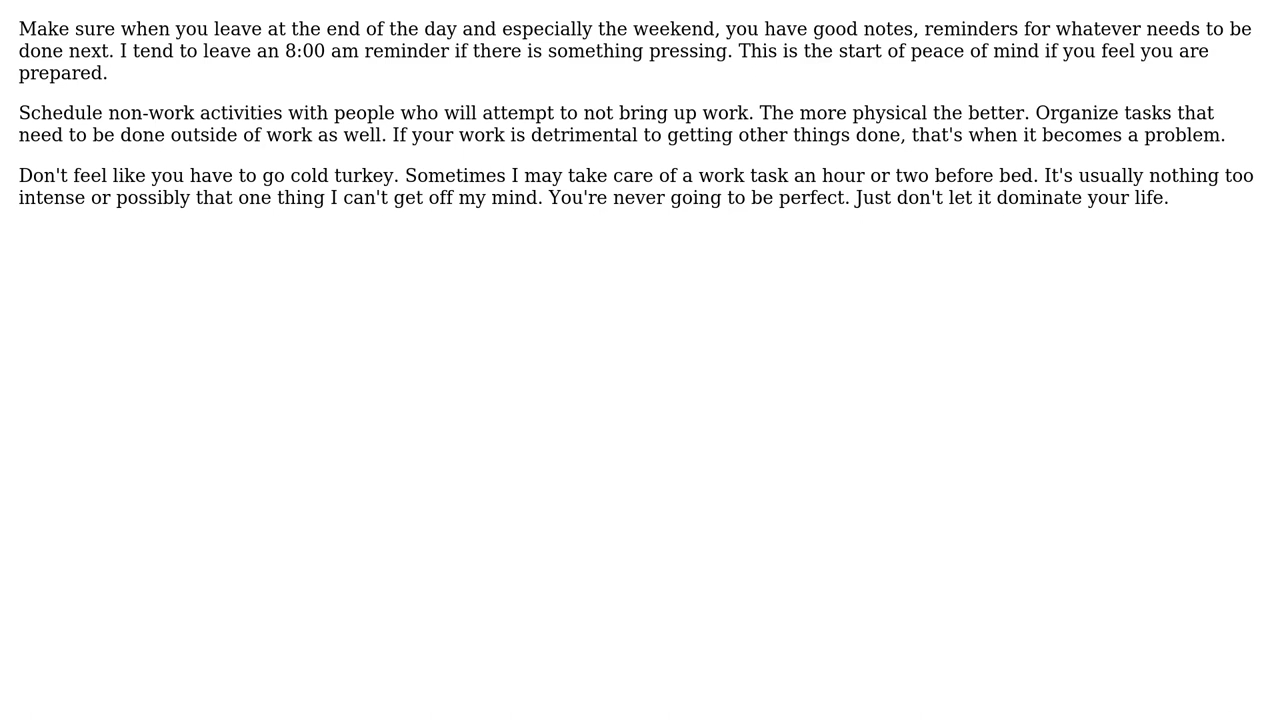 Make sure when you leave at the end of the day and especially the weekend, you have good notes, reminders for whatever needs to be
done next. I tend to leave an 8:00 am reminder if there is something pressing. This is the start of peace of mind if you feel you are
prepared.
Schedule non-work activities with people who will attempt to not bring up work. The more physical the better. Organize tasks that
need to be done outside of work as well. If your work is detrimental to getting other things done, that's when it becomes a problem.
Don't feel like you have to go cold turkey. Sometimes I may take care of a work task an hour or two before bed. It's usually nothing too
intense or possibly that one thing I can't get off my mind. You're never going to be perfect. Just don't let it dominate your life.